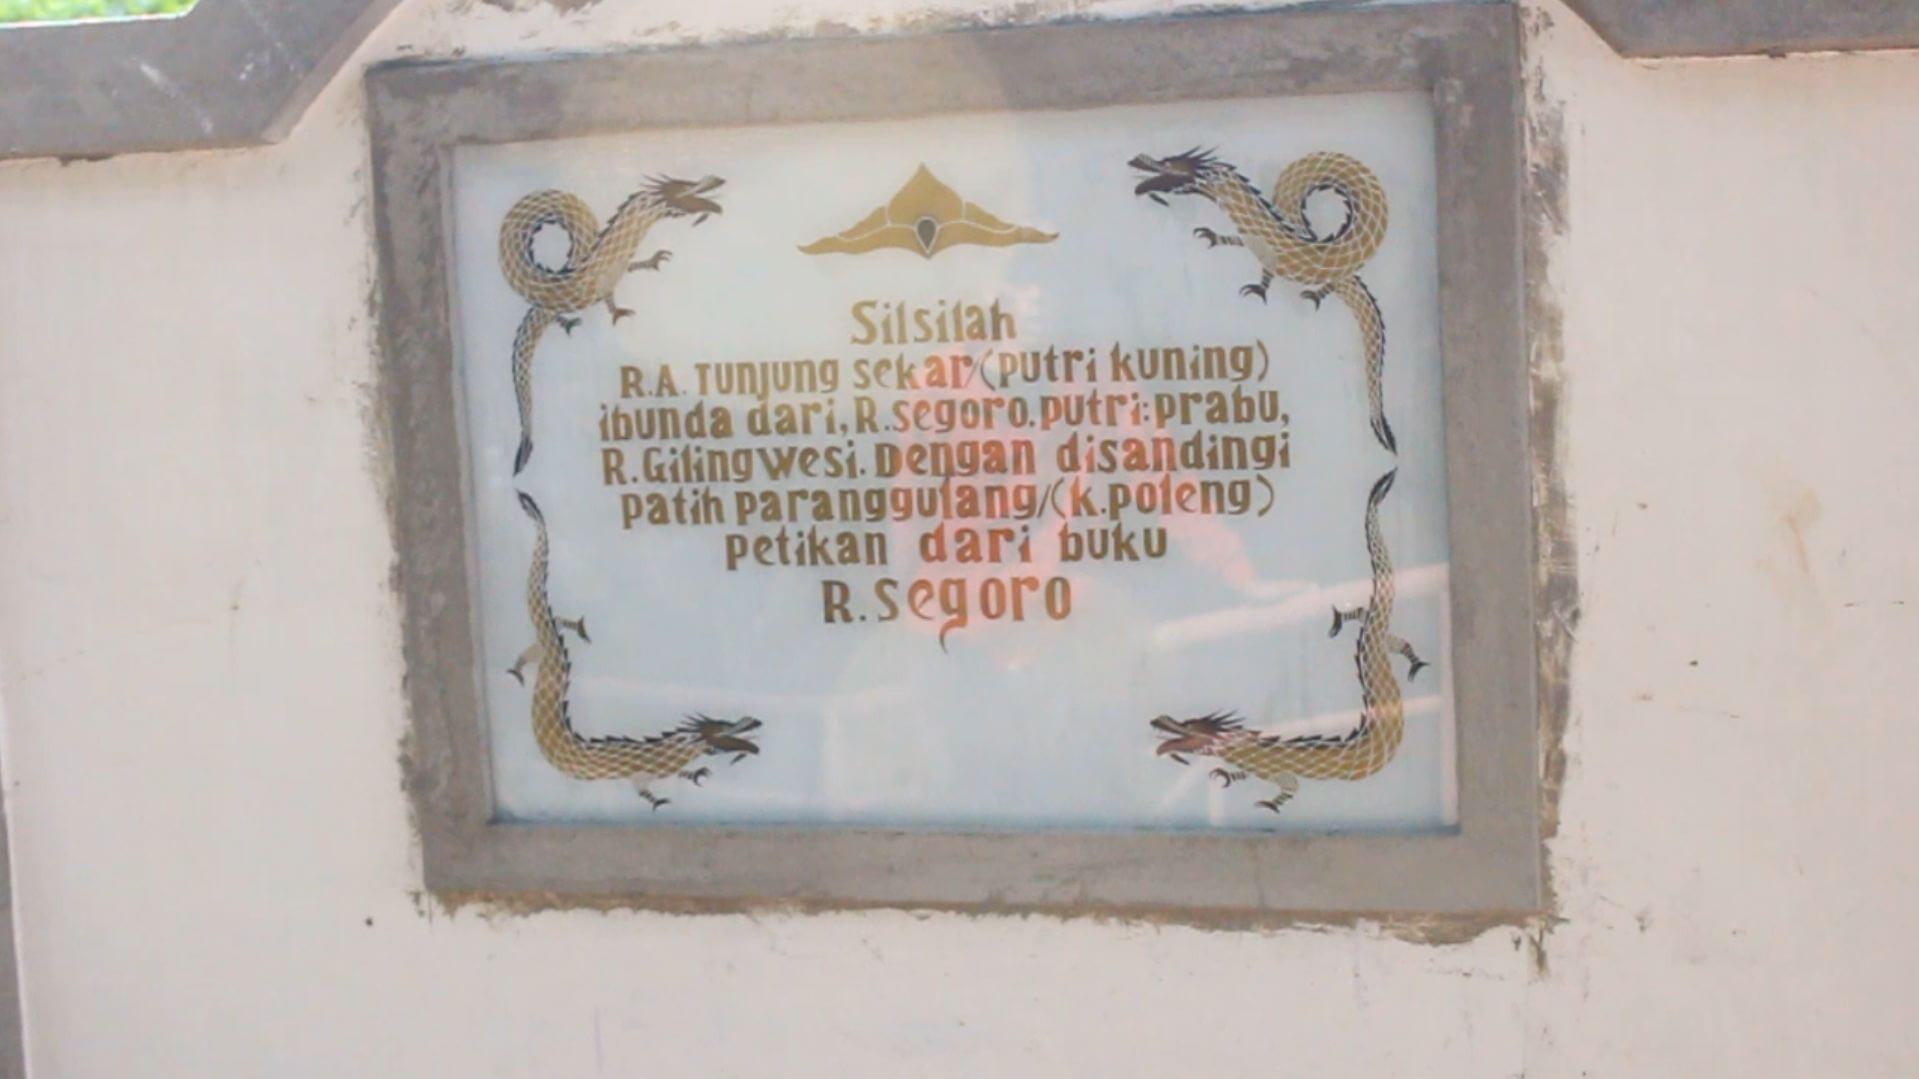 Silsilah
R.A. Tunjung sekar/(putri kuning)
ibunda dari, R.segoro.putri:prabu,
R.Gilingwesi. Dengan disandingi
patih paranggulang/(k.poleng)
petikan dari buku
R.segoro